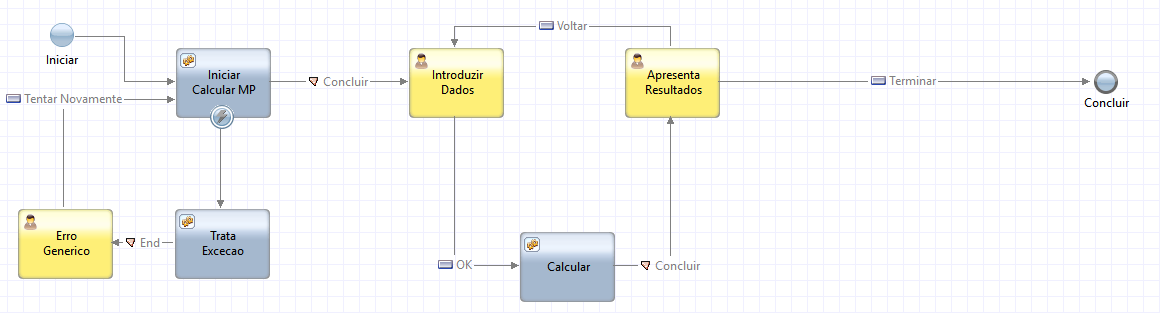 Voltar
Iniciar
Iniciar
Calcular MP
Concluir
Introduzir
Dados
Apresenta
Resultados
Terminar
Concluir
Tentar Novamente
Erro
Generico
End
Trata
Excecao
OK
Calcular
Concluir